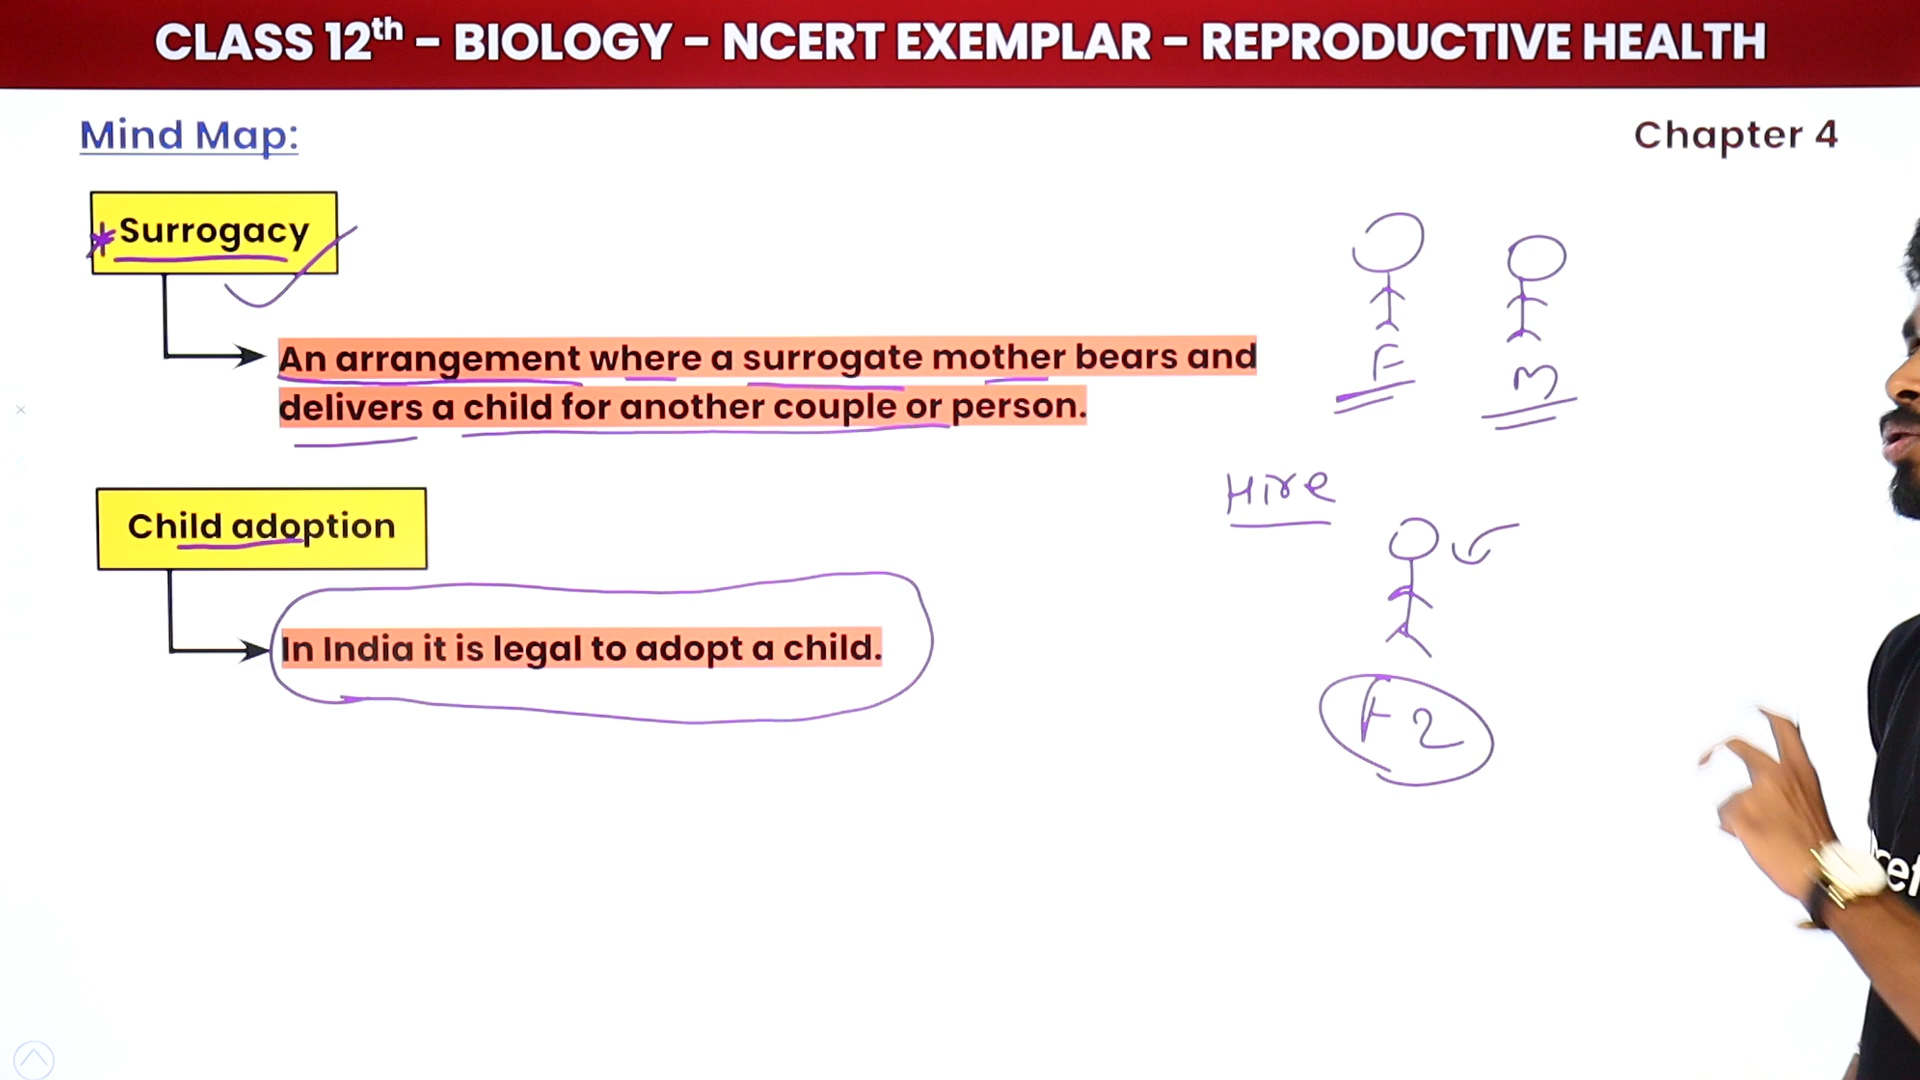 CLASS 12th - BIOLOGY - NCERT EXEMPLAR - REPRODUCTIVE HEALTH
Mind Map:
Chapter 4
* Surrogacy
An arrangement where a surrogate mother bears and
delivers a child for another couple or person.
F
M
Hire
Child adoption
In India it is legal to adopt a child.
F2